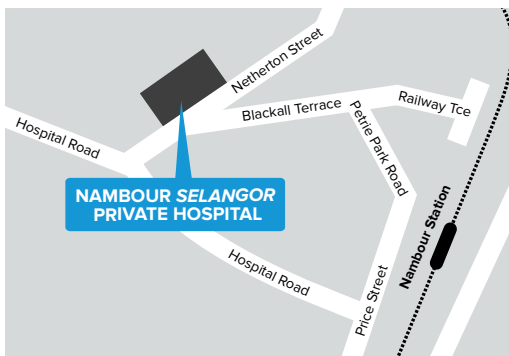 Netherton Street
Blackall Terrace
Railway Tce
Petrie Park Road
Hospital Road
NAMBOUR SELANGOR
PRIVATE HOSPITAL
Nambour Station
Hospital Road
Price Street